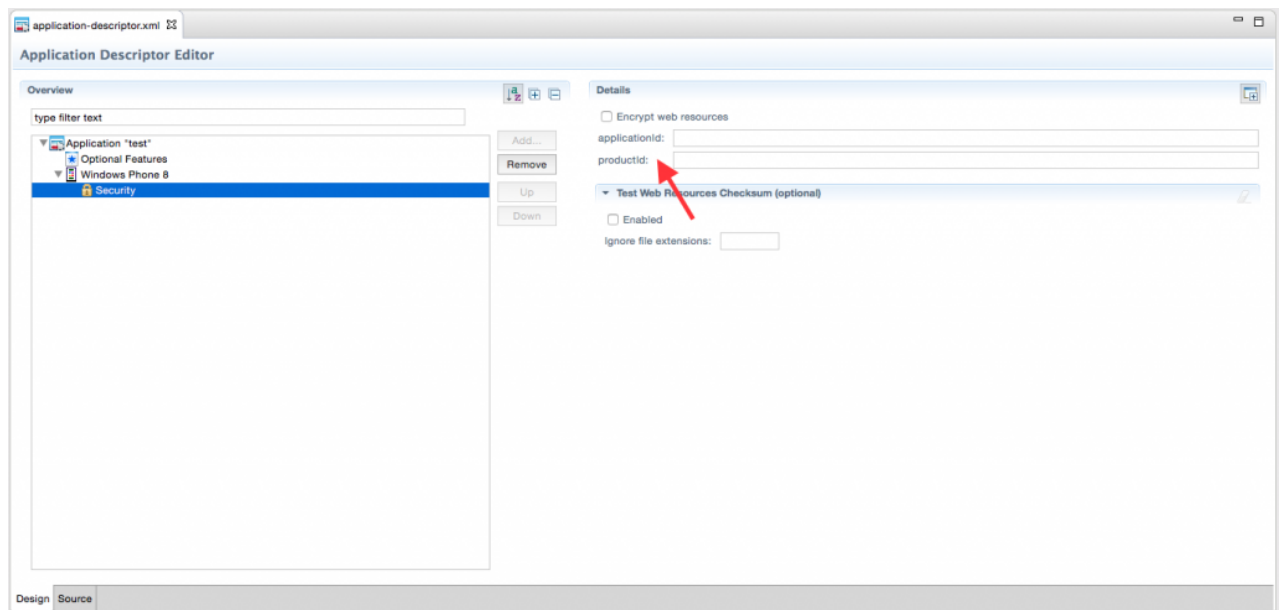 application-descriptor.xml
Application Descriptor Editor
Overview
type filter text
Application "test"
Optional Features
Windows Phone 8
Security
Add...
Remove
Up
Down
Details
Encrypt web resources
applicationId:
productId:
Test Web Resources Checksum (optional)
Enabled
Ignore file extensions:
Design Source